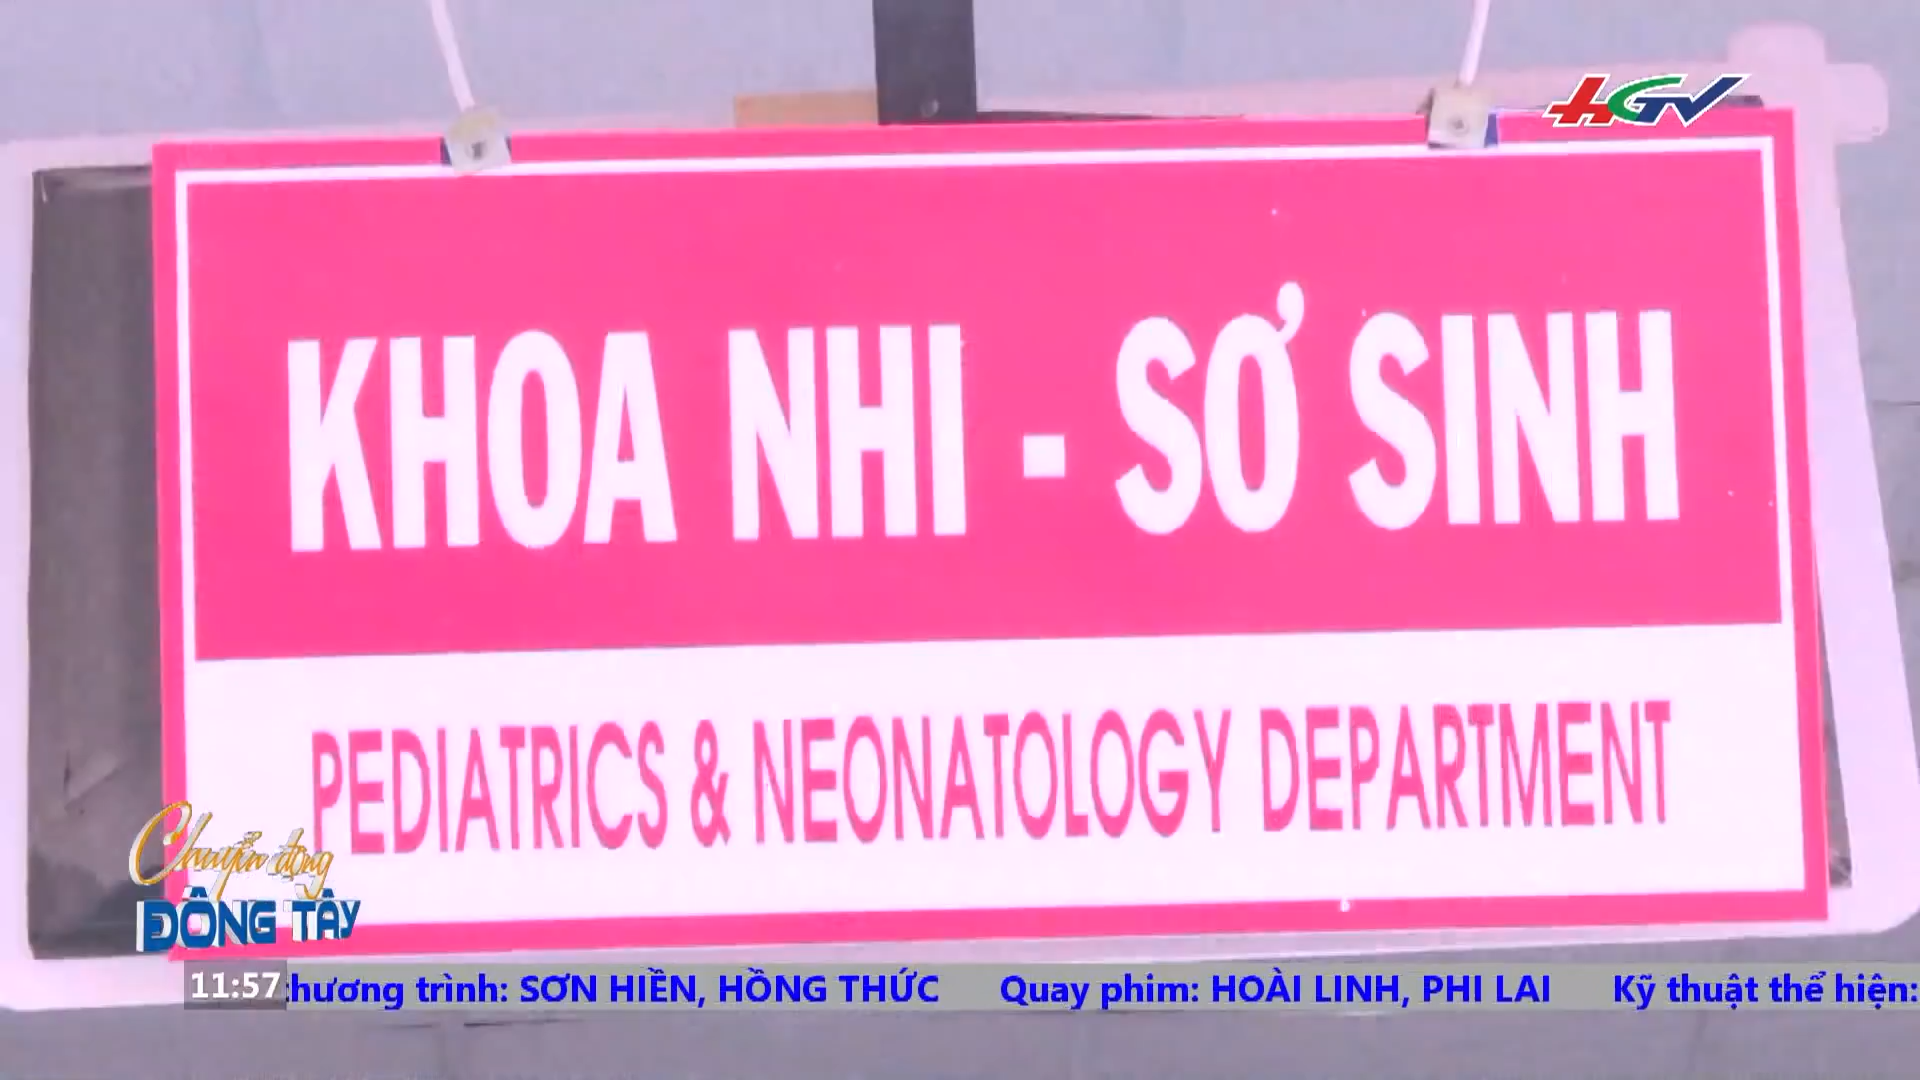 HGV
KHOA NHI - SƠ SINH
PEDIATRICS & NEONATOLOGY DEPARTMENT
Chuyển động
ĐÔNG TÂY
11:57 chương trình: SƠN HIỀN, HỒNG THỨC Quay phim: HOÀI LINH, PHI LAI Kỹ thuật thể hiện: